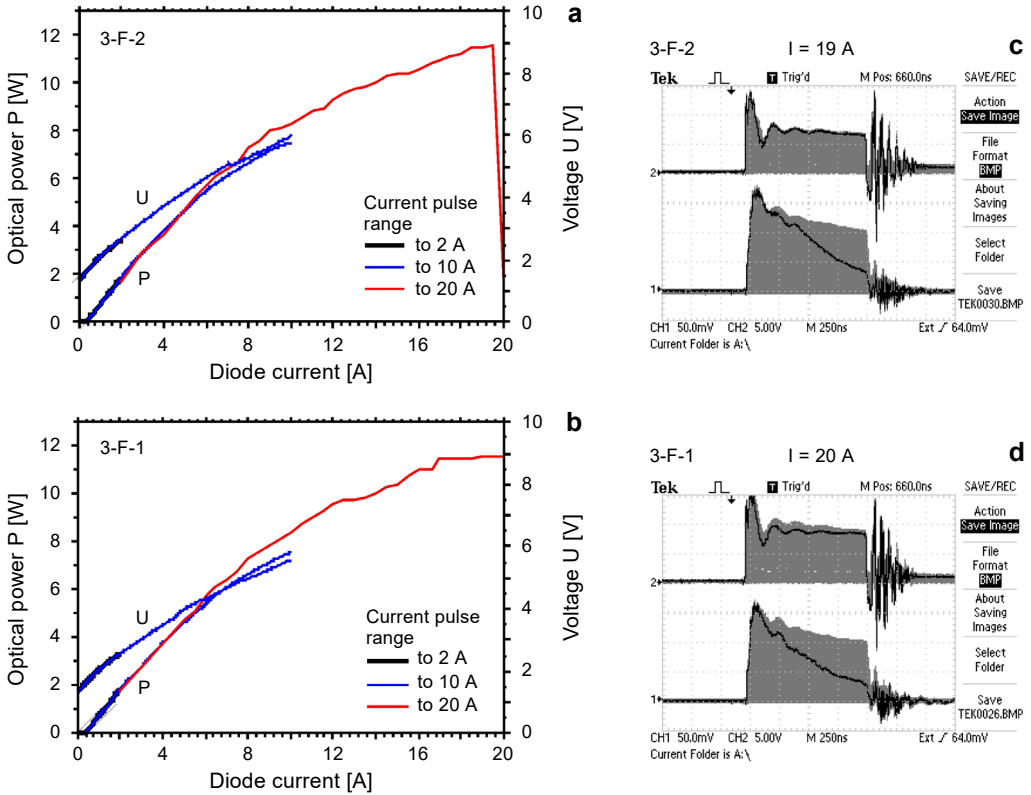 a
3-F-2
12
10
8
6
4
2
0
Optical power P [W]
10
8
6
4
2
0
Voltage U [V]
U
P
Current pulse
range
to 2 A
to 10 A
to 20 A
0 4 8 12 16 20
Diode current [A]
b
3-F-1
12
10
8
6
4
2
0
Optical power P [W]
10
8
6
4
2
0
Voltage U [V]
U
P
Current pulse
range
to 2 A
to 10 A
to 20 A
0 4 8 12 16 20
Diode current [A]
c
3-F-2 I = 19 A
Tek T Trig'd M Pos: 660.0ns SAVE/REC
Action
Save Image
File
Format
BMP
About
Saving
Images
Select
Folder
Save
TEK0030.BMP
2
1
CH1 50.0mV CH2 5.00V M 250ns Ext 64.0mV
Current Folder is A:\
d
3-F-1 I = 20 A
Tek T Trig'd M Pos: 660.0ns SAVE/REC
Action
Save Image
File
Format
BMP
About
Saving
Images
Select
Folder
Save
TEK0026.BMP
2
1
CH1 50.0mV CH2 5.00V M 250ns Ext 64.0mV
Current Folder is A:\